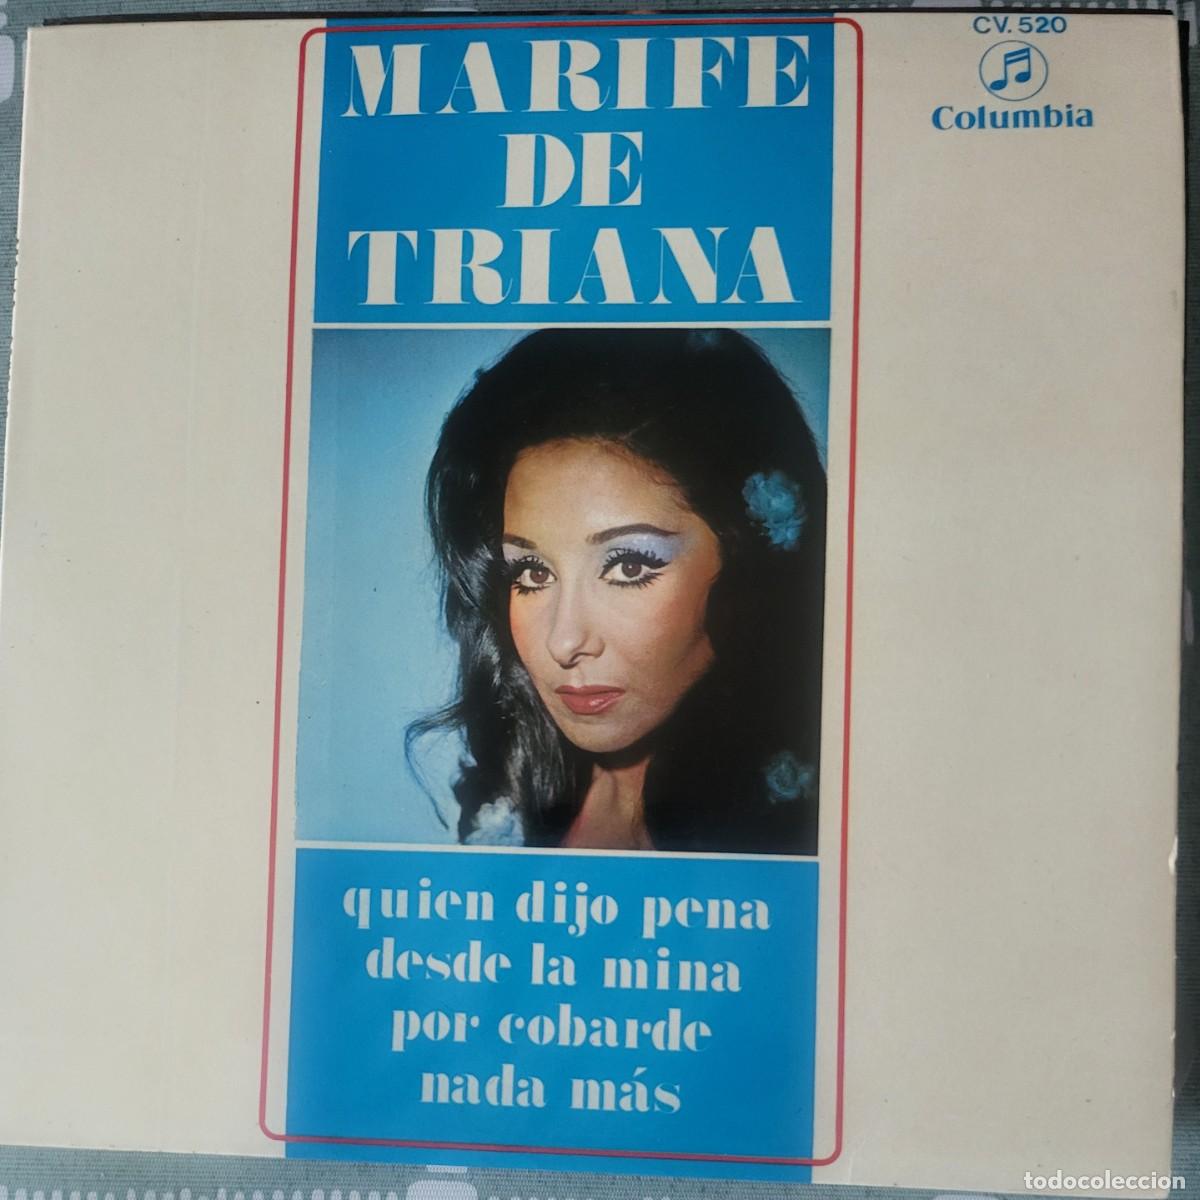 CV. 520
Columbia
MARIFE
DE
TRIANA
quien dijo pena
desde la mina
por cobarde
nada más
todocoleccion